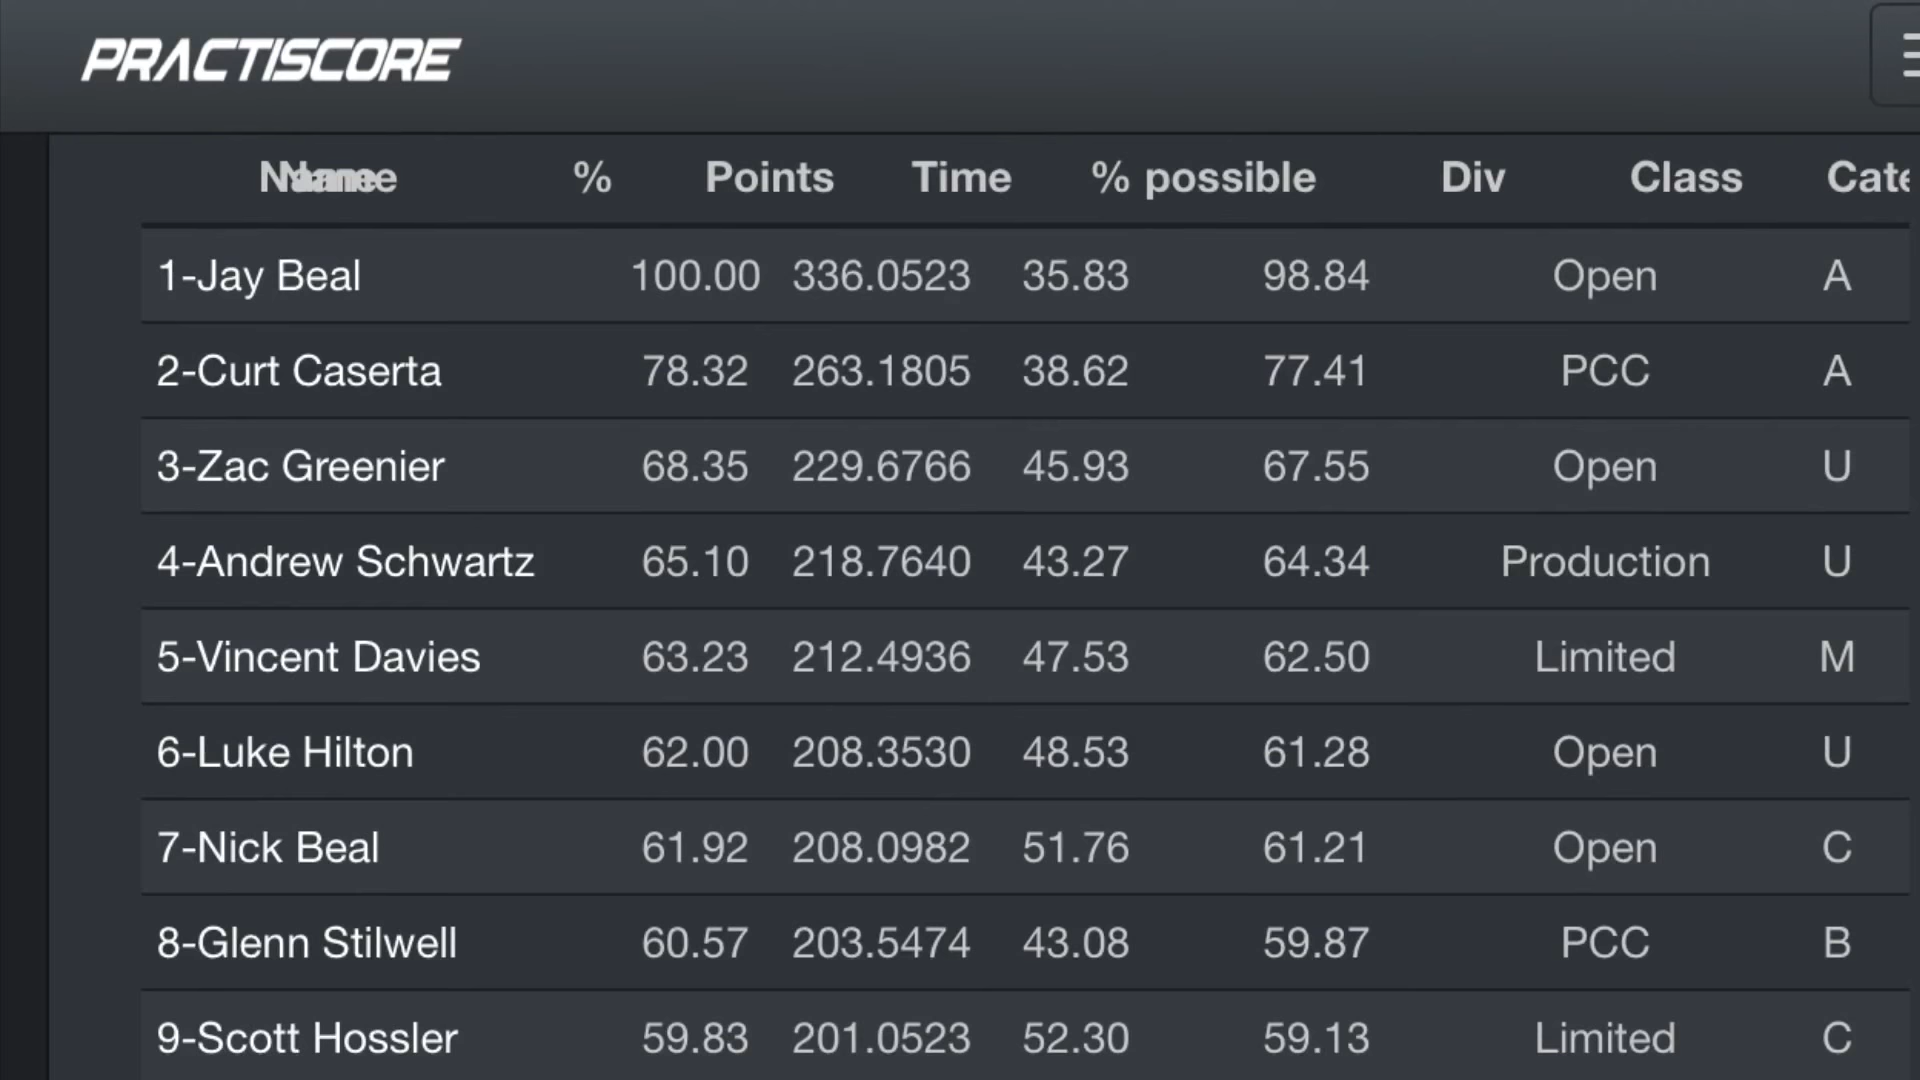 PRACTISCORE
Name % Points Time % possible Div Class Cate
1-Jay Beal 100.00 336.0523 35.83 98.84 Open A
2-Curt Caserta 78.32 263.1805 38.62 77.41 PCC A
3-Zac Greenier 68.35 229.6766 45.93 67.55 Open U
4-Andrew Schwartz 65.10 218.7640 43.27 64.34 Production U
5-Vincent Davies 63.23 212.4936 47.53 62.50 Limited M
6-Luke Hilton 62.00 208.3530 48.53 61.28 Open U
7-Nick Beal 61.92 208.0982 51.76 61.21 Open C
8-Glenn Stilwell 60.57 203.5474 43.08 59.87 PCC B
9-Scott Hossler 59.83 201.0523 52.30 59.13 Limited C